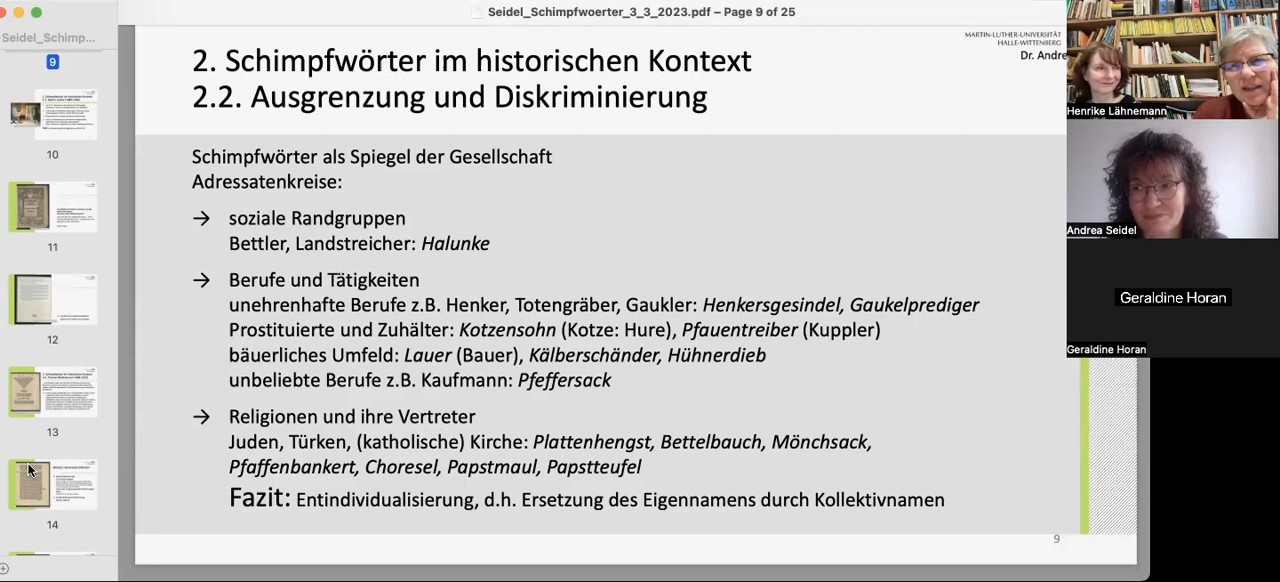 Seidel_Schimpfwoerter_3_3_2023.pdf – Page 9 of 25
Seidel_Schimp...
9
10
11
12
13
14
MARTIN-LUTHER-UNIVERSITÄT
HALLE-WITTENBERG
Dr. Andre
2. Schimpfwörter im historischen Kontext
2.2. Ausgrenzung und Diskriminierung
Schimpfwörter als Spiegel der Gesellschaft
Adressatenkreise:
→ soziale Randgruppen
Bettler, Landstreicher: Halunke
→ Berufe und Tätigkeiten
unehrenhafte Berufe z.B. Henker, Totengräber, Gaukler: Henkersgesindel, Gaukelprediger
Prostituierte und Zuhälter: Kotzensohn (Kotze: Hure), Pfauentreiber (Kuppler)
bäuerliches Umfeld: Lauer (Bauer), Kälberschänder, Hühnerdieb
unbeliebte Berufe z.B. Kaufmann: Pfeffersack
→ Religionen und ihre Vertreter
Juden, Türken, (katholische) Kirche: Plattenhengst, Bettelbauch, Mönchsack,
Pfaffenbankert, Choresel, Papstmaul, Papstteufel
Fazit: Entindividualisierung, d.h. Ersetzung des Eigennamens durch Kollektivnamen
9
Henrike Lähnemann
Andrea Seidel
Geraldine Horan
Geraldine Horan